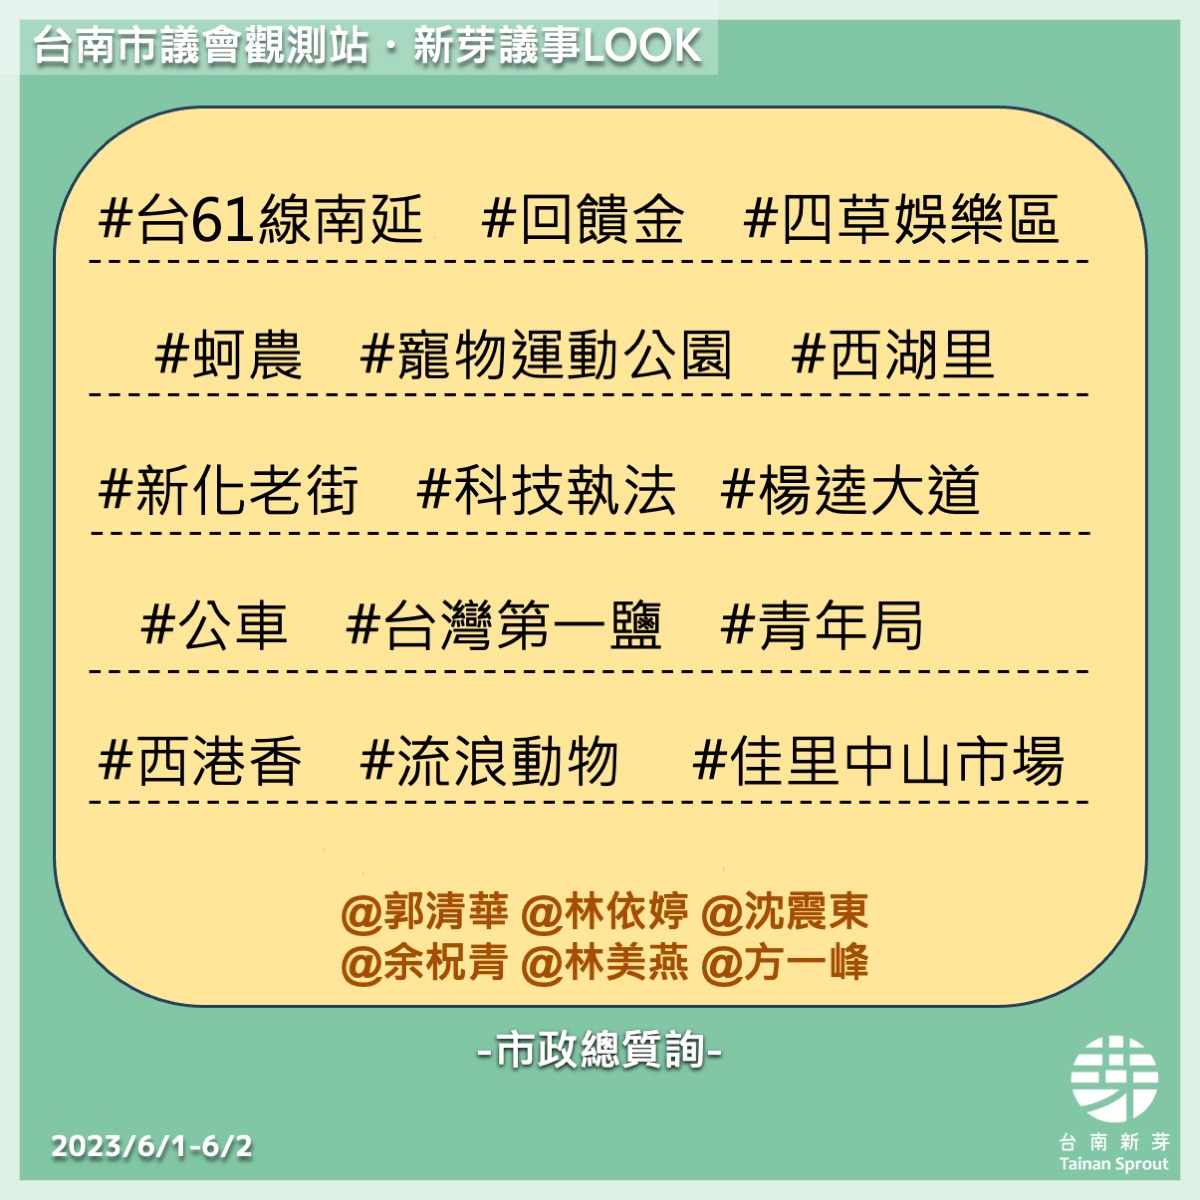 台南市議會觀測站·新芽議事LOOK
#台61線南延 #回饋金 #四草娛樂區
#蚵農 #寵物運動公園 #西湖里
#新化老街 #科技執法 #楊逵大道
#公車 #台灣第一鹽 #青年局
#西港香 #流浪動物 #佳里中山市場
@郭清華 @林依婷 @沈震東
@余柷青 @林美燕 @方一峰
-市政總質詢-
2023/6/1-6/2
芽
台南新芽
Tainan Sprout